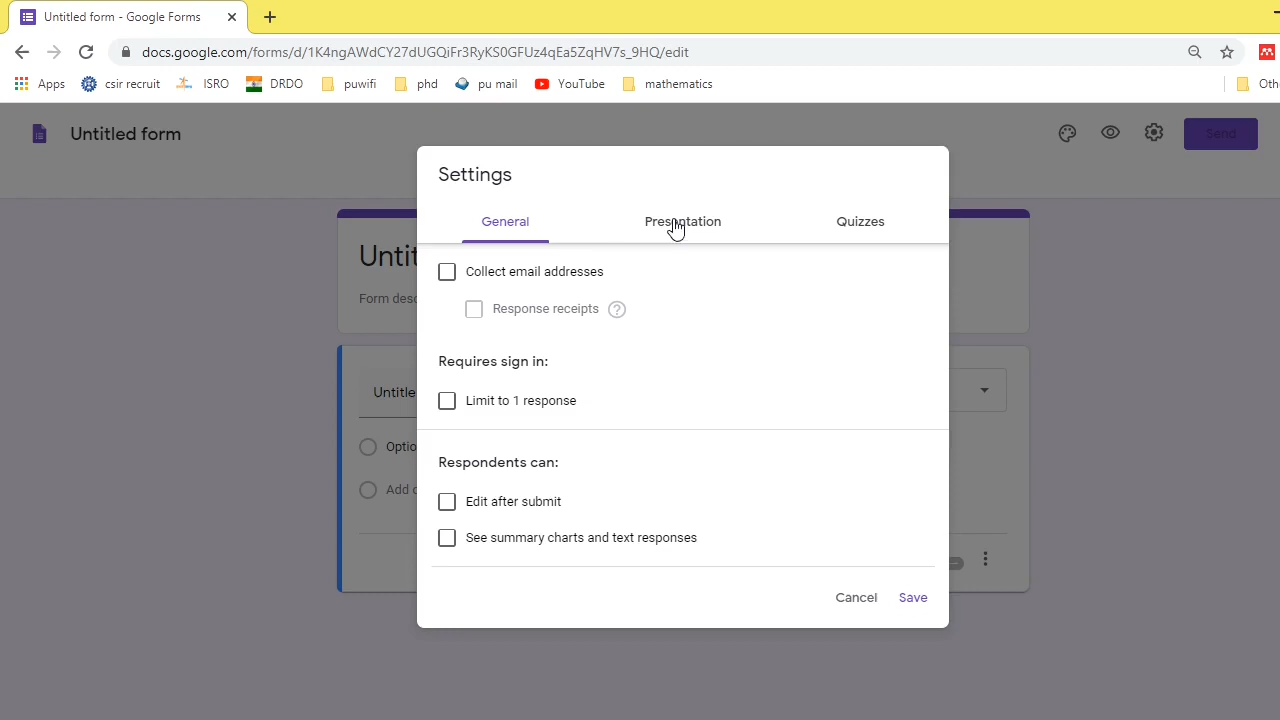 Untitled form - Google Forms
docs.google.com/forms/d/1K4ngAWdCY27dUGQiFr3RyKS0GFUz4qEa5ZqHV7s_9HQ/edit
Apps csir recruit ISRO DRDO puwifi phd pu mail YouTube mathematics Oth
Untitled form Send
Settings
General Presentation Quizzes
Untit
Collect email addresses
Form desc
Response receipts ?
Requires sign in:
Untitle
Limit to 1 response
Optio
Respondents can:
Add o
Edit after submit
See summary charts and text responses
Cancel Save